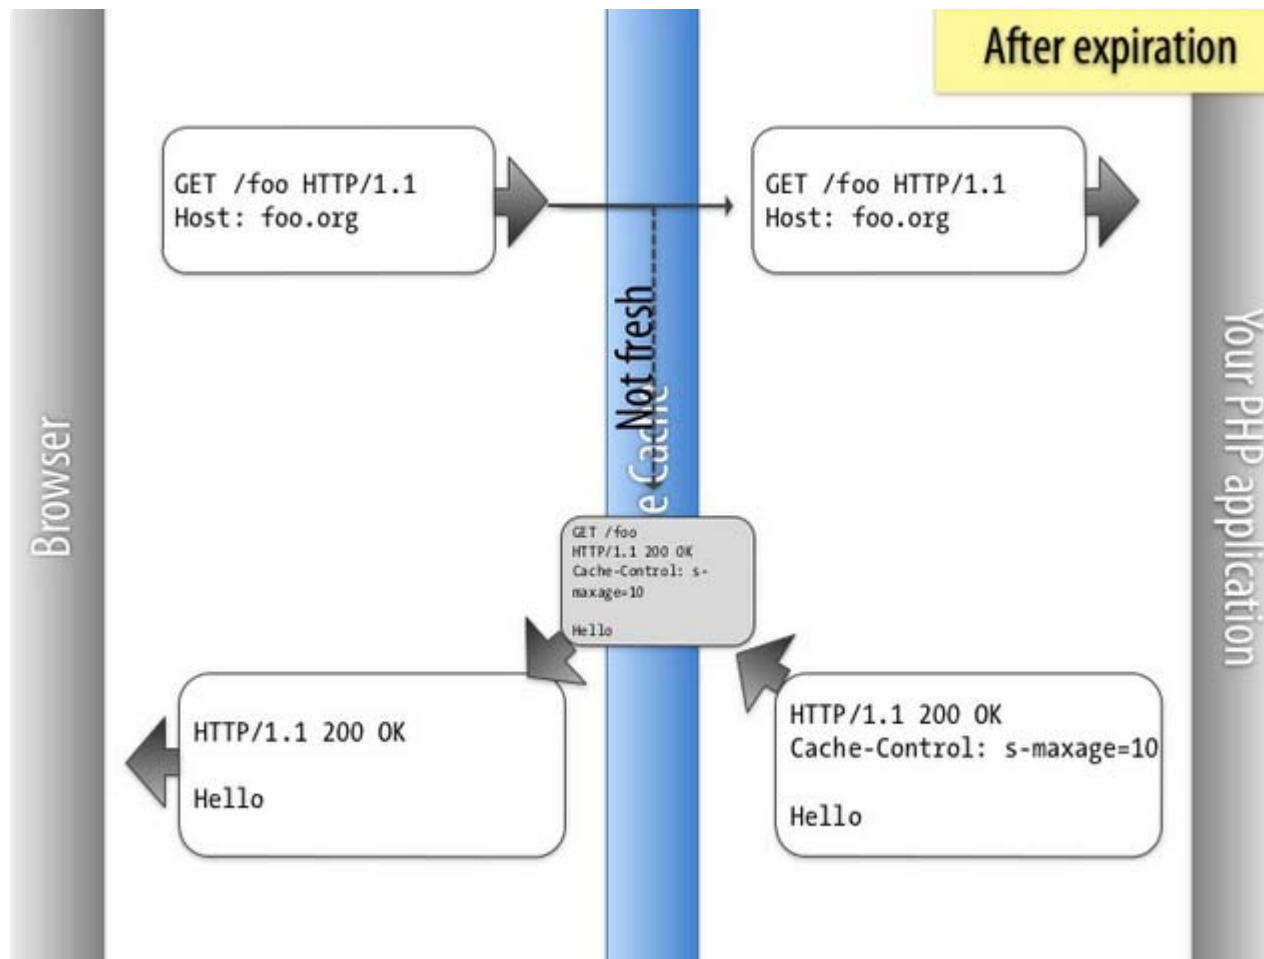 After expiration
GET /foo HTTP/1.1
Host: foo.org
GET /foo HTTP/1.1
Host: foo.org
Not fresh
e Cache
Browser
Your PHP application
GET /foo
HTTP/1.1 200 OK
Cache-Control: s-
maxage=10
Hello
HTTP/1.1 200 OK
Hello
HTTP/1.1 200 OK
Cache-Control: s-maxage=10
Hello